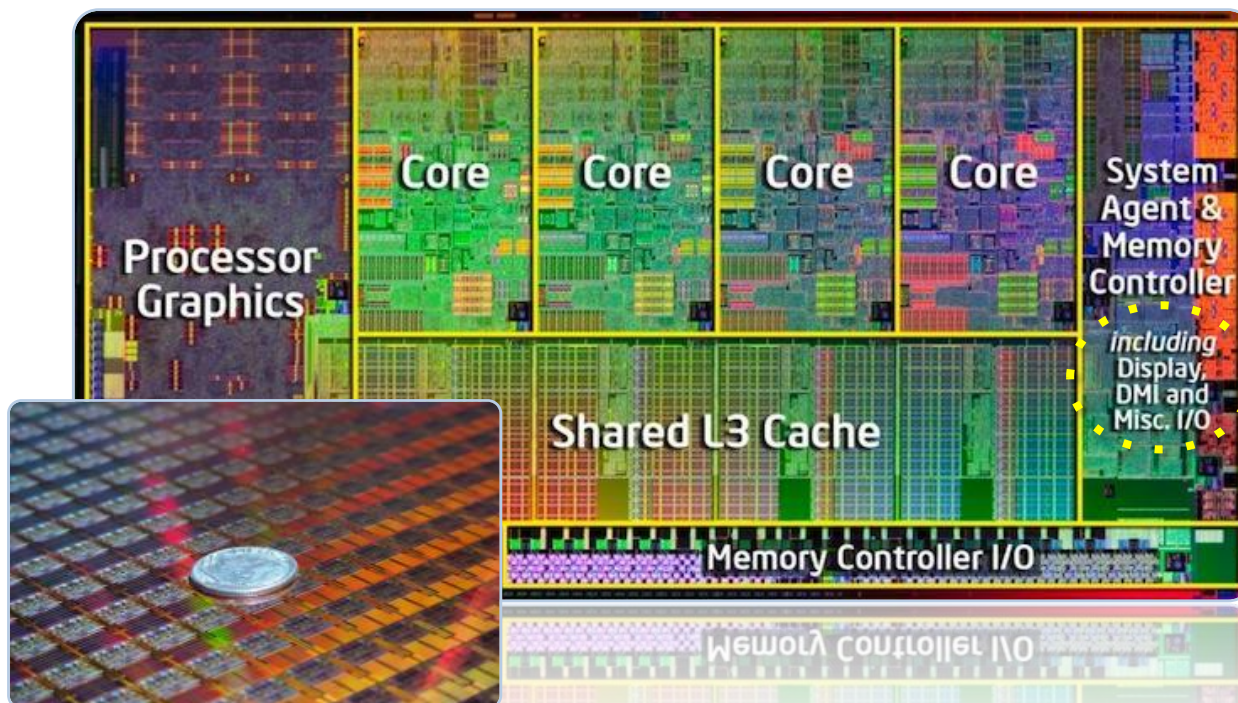 Processor
Graphics
Core
Core
Core
Core
System
Agent &
Memory
Controller
including
Display,
DMI and
Misc. I/O
Shared L3 Cache
Memory Controller I/O
Memory Controller I/O